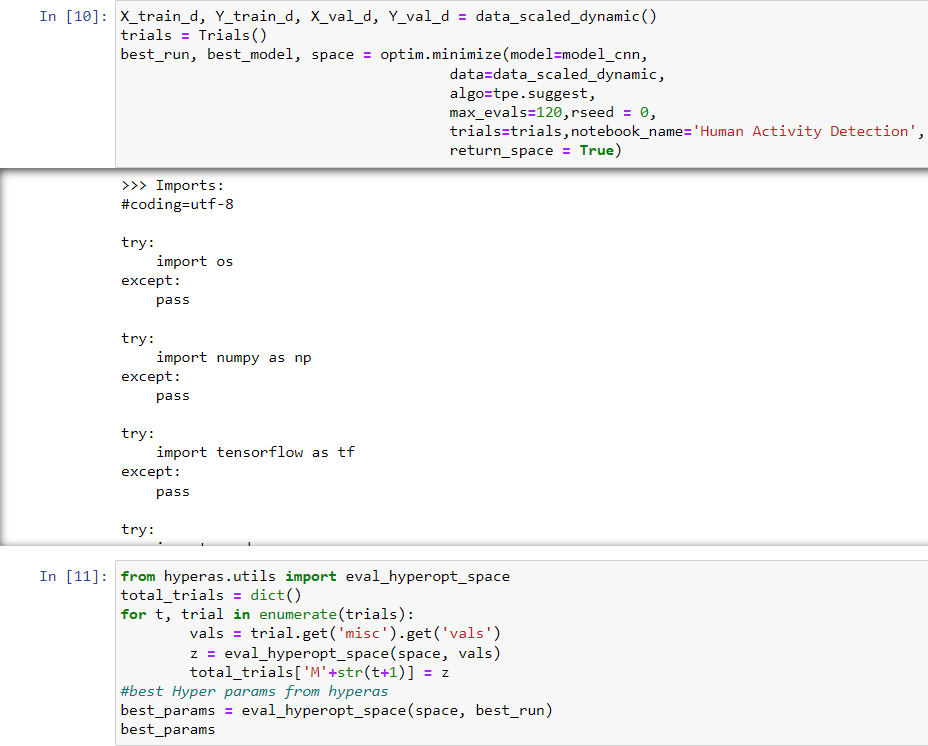 In [10]: X_train_d, Y_train_d, X_val_d, Y_val_d = data_scaled_dynamic()
trials = Trials()
best_run, best_model, space = optim.minimize(model=model_cnn,
data=data_scaled_dynamic,
algo=tpe.suggest,
max_evals=120,rseed = 0,
trials=trials,notebook_name='Human Activity Detection',
return_space = True)
>>> Imports:
#coding=utf-8
try:
    import os
except:
    pass
try:
    import numpy as np
except:
    pass
try:
    import tensorflow as tf
except:
    pass
try:
In [11]: from hyperas.utils import eval_hyperopt_space
total_trials = dict()
for t, trial in enumerate(trials):
        vals = trial.get('misc').get('vals')
        z = eval_hyperopt_space(space, vals)
        total_trials['M'+str(t+1)] = z
#best Hyper params from hyperas
best_params = eval_hyperopt_space(space, best_run)
best_params